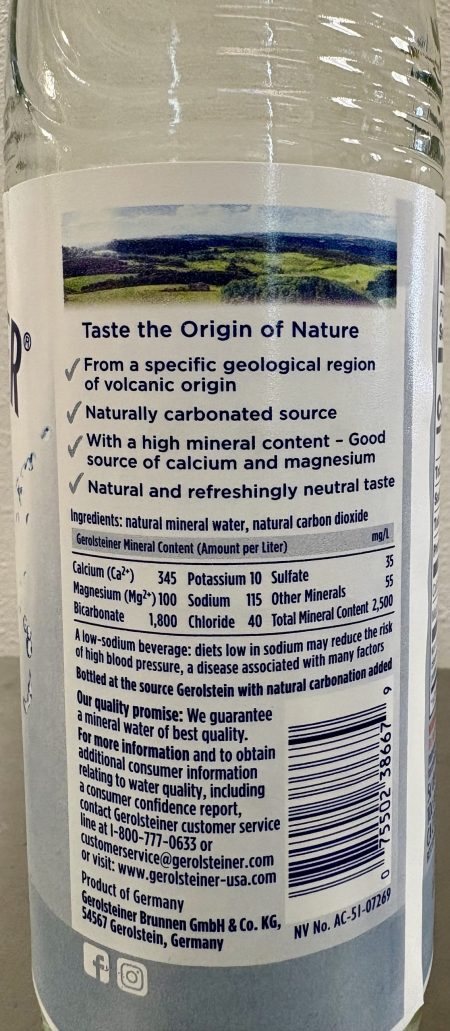 R®
Taste the Origin of Nature
✓ From a specific geological region
of volcanic origin
✓ Naturally carbonated source
✓ With a high mineral content – Good
source of calcium and magnesium
✓ Natural and refreshingly neutral taste
Ingredients: natural mineral water, natural carbon dioxide
Gerolsteiner Mineral Content (Amount per Liter) mg/L
Calcium (Ca²⁺) 345 Potassium 10 Sulfate 35
Magnesium (Mg²⁺) 100 Sodium 115 Other Minerals 55
Bicarbonate 1,800 Chloride 40 Total Mineral Content 2,500
A low-sodium beverage: diets low in sodium may reduce the risk
of high blood pressure, a disease associated with many factors
Bottled at the source Gerolstein with natural carbonation added
Our quality promise: We guarantee
a mineral water of best quality.
For more information and to obtain
additional consumer information
relating to water quality, including
a consumer confidence report,
contact Gerolsteiner customer service
line at 1-800-777-0633 or
customerservice@gerolsteiner.com
or visit: www.gerolsteiner-usa.com
Product of Germany
Gerolsteiner Brunnen GmbH & Co. KG,
54567 Gerolstein, Germany
0 75502 38667 9
NV No. AC-51-07269